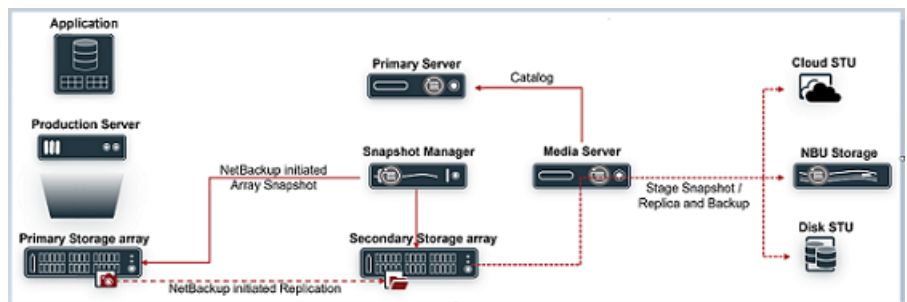 Application
Cloud STU
Primary Server
Catalog
Production Server
Snapshot Manager
Media Server
NBU Storage
NetBackup initiated
Array Snapshot
Stage Snapshot /
Replica and Backup
Primary Storage array
Secondary Storage array
Disk STU
NetBackup initiated Replication